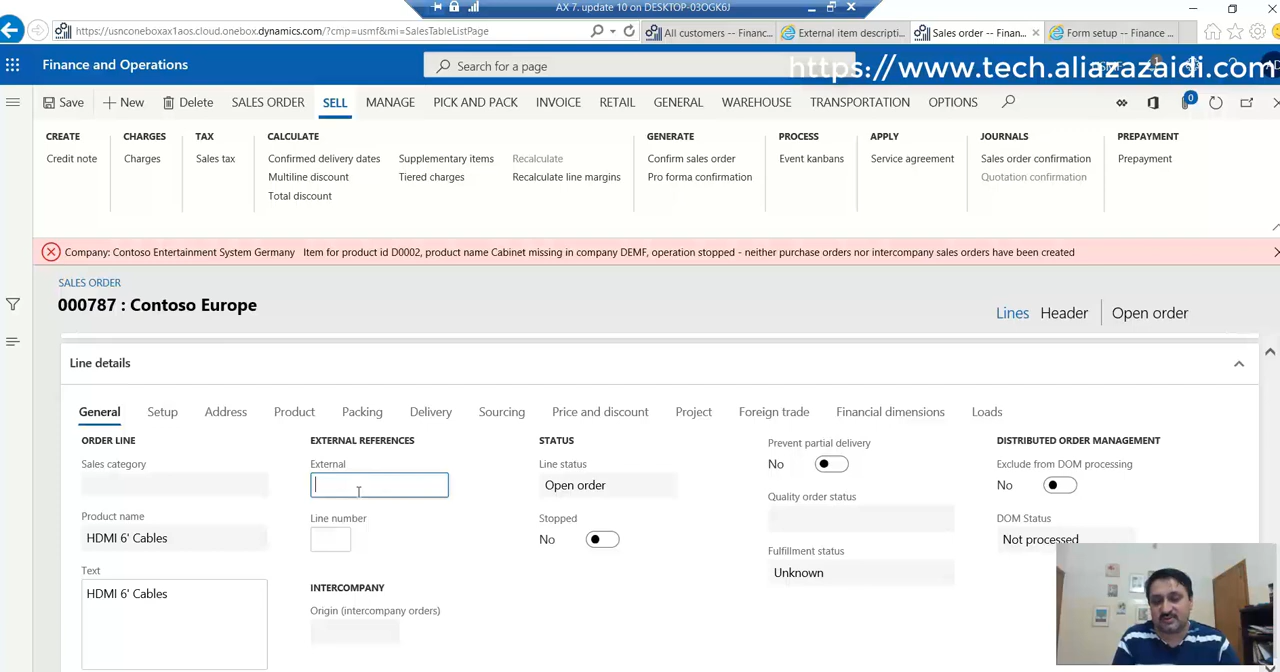 AX 7. update 10 on DESKTOP-03OGK6J
https://usnconeboxax1aos.cloud.onebox.dynamics.com/?cmp=usmf&mi=SalesTableListPage
All customers -- Financ...
External item descripti...
Sales order -- Finan...
Form setup -- Finance ...
Finance and Operations
Search for a page
https://www.tech.aliazazaidi.com
Save
New
Delete
SALES ORDER
SELL
MANAGE
PICK AND PACK
INVOICE
RETAIL
GENERAL
WAREHOUSE
TRANSPORTATION
OPTIONS
0
CREATE
CHARGES
TAX
CALCULATE
GENERATE
PROCESS
APPLY
JOURNALS
PREPAYMENT
Credit note
Charges
Sales tax
Confirmed delivery dates
Supplementary items
Recalculate
Confirm sales order
Event kanbans
Service agreement
Sales order confirmation
Prepayment
Multiline discount
Tiered charges
Recalculate line margins
Pro forma confirmation
Quotation confirmation
Total discount
Company: Contoso Entertainment System Germany Item for product id D0002, product name Cabinet missing in company DEMF, operation stopped - neither purchase orders nor intercompany sales orders have been created
SALES ORDER
000787 : Contoso Europe
Lines
Header
Open order
Line details
General
Setup
Address
Product
Packing
Delivery
Sourcing
Price and discount
Project
Foreign trade
Financial dimensions
Loads
ORDER LINE
Sales category
Product name
HDMI 6' Cables
Text
HDMI 6' Cables
EXTERNAL REFERENCES
External
Line number
INTERCOMPANY
Origin (intercompany orders)
STATUS
Line status
Open order
Stopped
No
Prevent partial delivery
No
Quality order status
Fulfillment status
Unknown
DISTRIBUTED ORDER MANAGEMENT
Exclude from DOM processing
No
DOM Status
Not processed